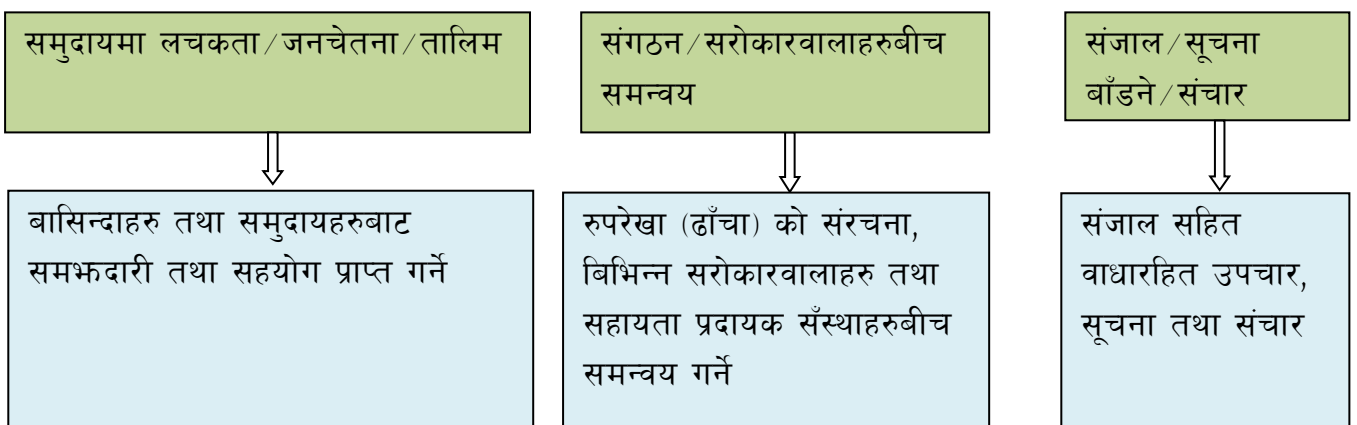 समुदायमा लचकता/जनचेतना/तालिम
संगठन/सरोकारवालाहरुबीच
समन्वय
संजाल/सूचना
बाँडने/संचार
बासिन्दाहरु तथा समुदायहरुबाट
समझदारी तथा सहयोग प्राप्त गर्ने
रुपरेखा (ढाँचा) को संरचना,
बिभिन्न सरोकारवालाहरु तथा
सहायता प्रदायक सँस्थाहरुबीच
समन्वय गर्ने
संजाल सहित
वाधारहित उपचार,
सूचना तथा संचार